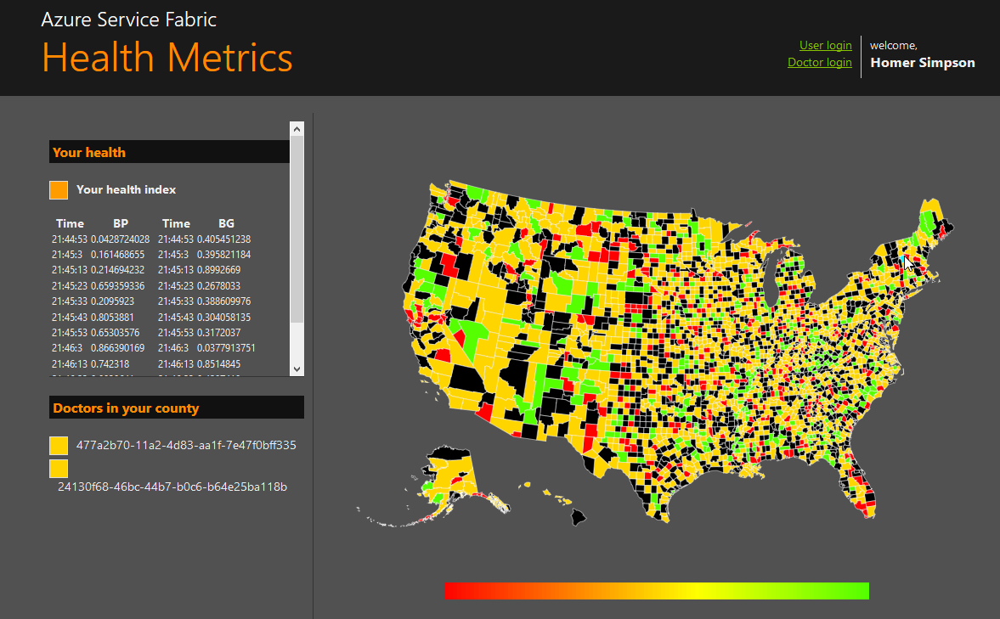 Azure Service Fabric
Health Metrics
User login
Doctor login
welcome,
Homer Simpson
Your health
Your health index
Time BP Time BG
21:44:53 0.0428724028 21:44:53 0.405451238
21:45:3 0.161468655 21:45:3 0.395821184
21:45:13 0.214694232 21:45:13 0.8992669
21:45:23 0.659359336 21:45:23 0.2678033
21:45:33 0.2095923 21:45:33 0.388609976
21:45:43 0.8053881 21:45:43 0.304058135
21:45:53 0.65303576 21:45:53 0.3172037
21:46:3 0.866390169 21:46:3 0.0377913751
21:46:13 0.742318 21:46:13 0.8514845
Doctors in your county
477a2b70-11a2-4d83-aa1f-7e47f0bff335
24130f68-46bc-44b7-b0c6-b64e25ba118b